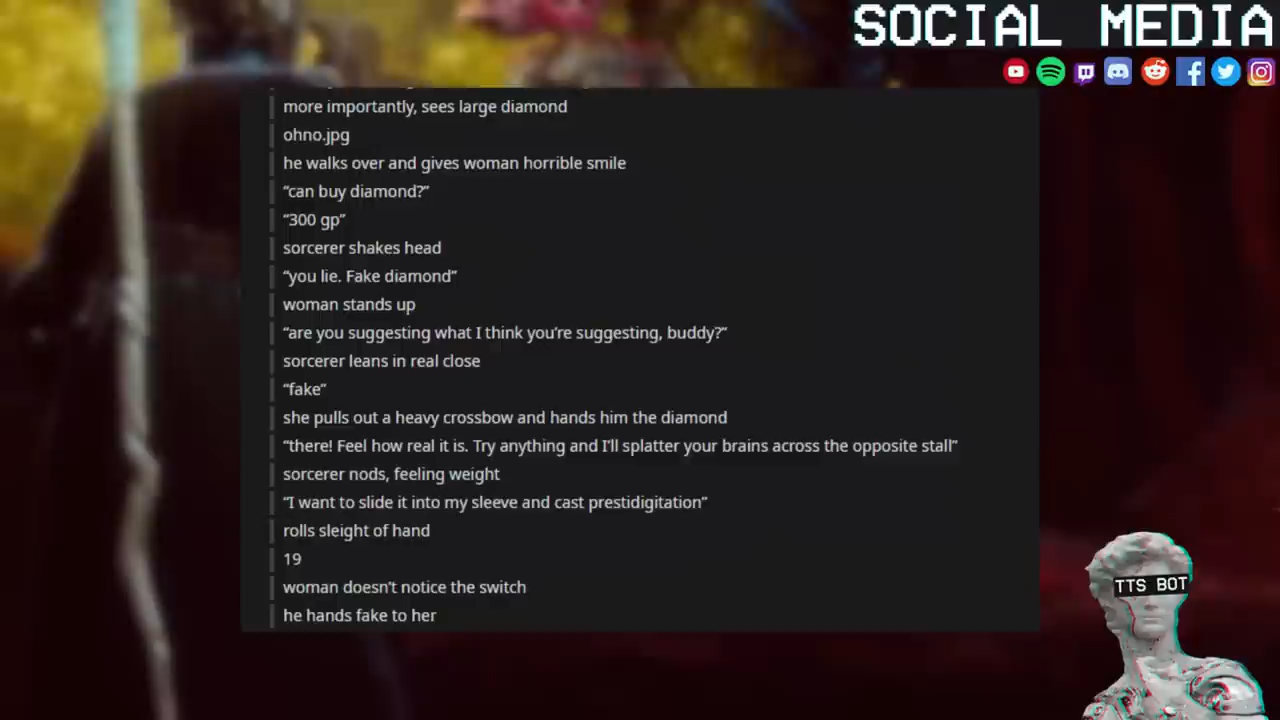 SOCIAL MEDIA
more importantly, sees large diamond
ohno.jpg
he walks over and gives woman horrible smile
“can buy diamond?”
“300 gp”
sorcerer shakes head
“you lie. Fake diamond”
woman stands up
“are you suggesting what I think you’re suggesting, buddy?”
sorcerer leans in real close
“fake”
she pulls out a heavy crossbow and hands him the diamond
“there! Feel how real it is. Try anything and I’ll splatter your brains across the opposite stall”
sorcerer nods, feeling weight
“I want to slide it into my sleeve and cast prestidigitation”
rolls sleight of hand
19
woman doesn’t notice the switch
he hands fake to her
TTS BOT